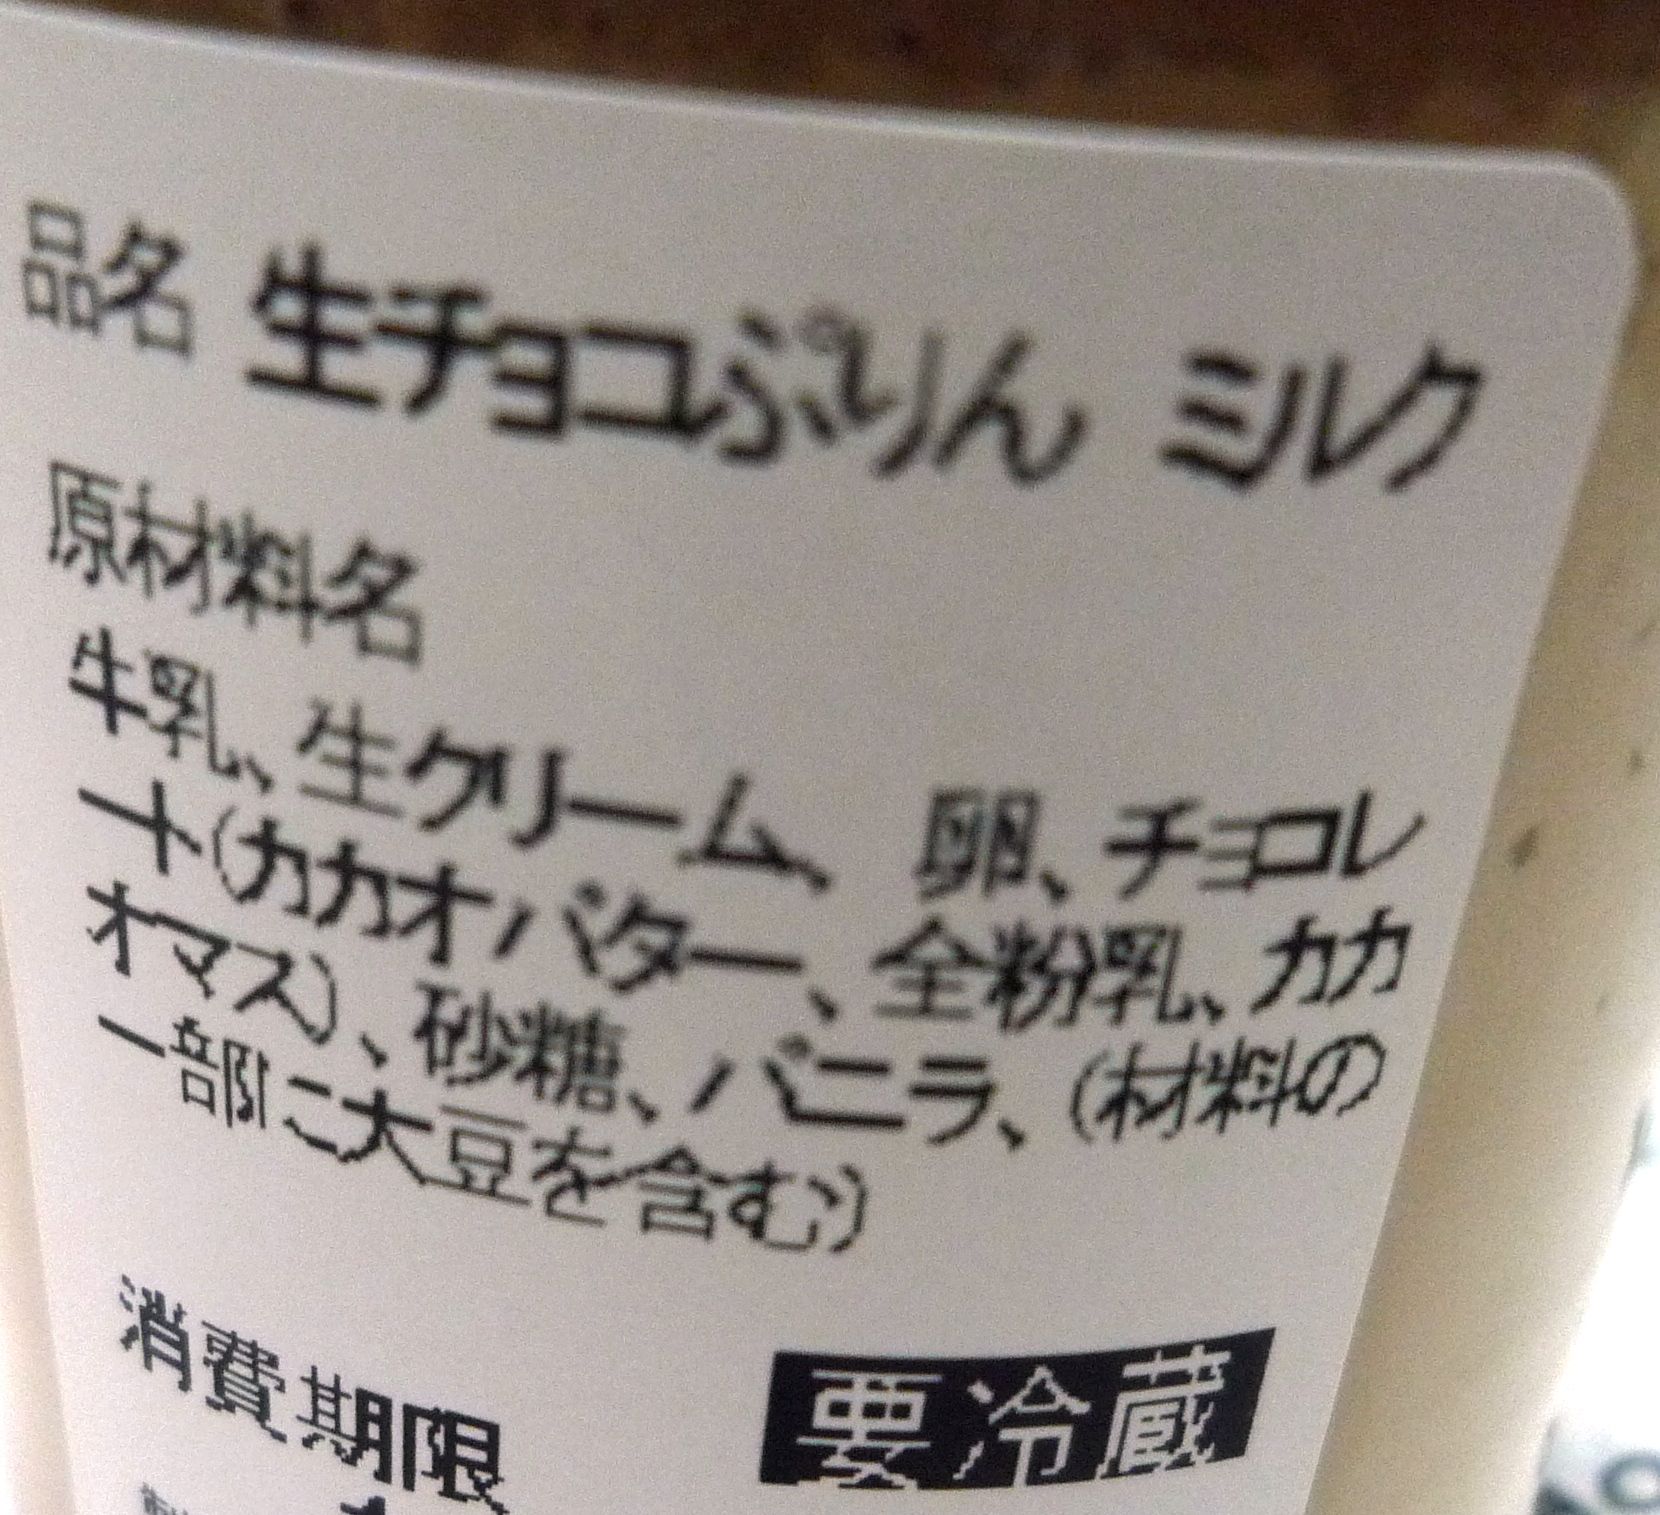 品名 生チョコぷりん ミルク
原材料名
牛乳、生クリーム、卵、チョコレ
ート(カカオバター、全粉乳、カカ
オマス)、砂糖、バニラ、(材料の
一部に大豆を含む)
消費期限 要冷蔵